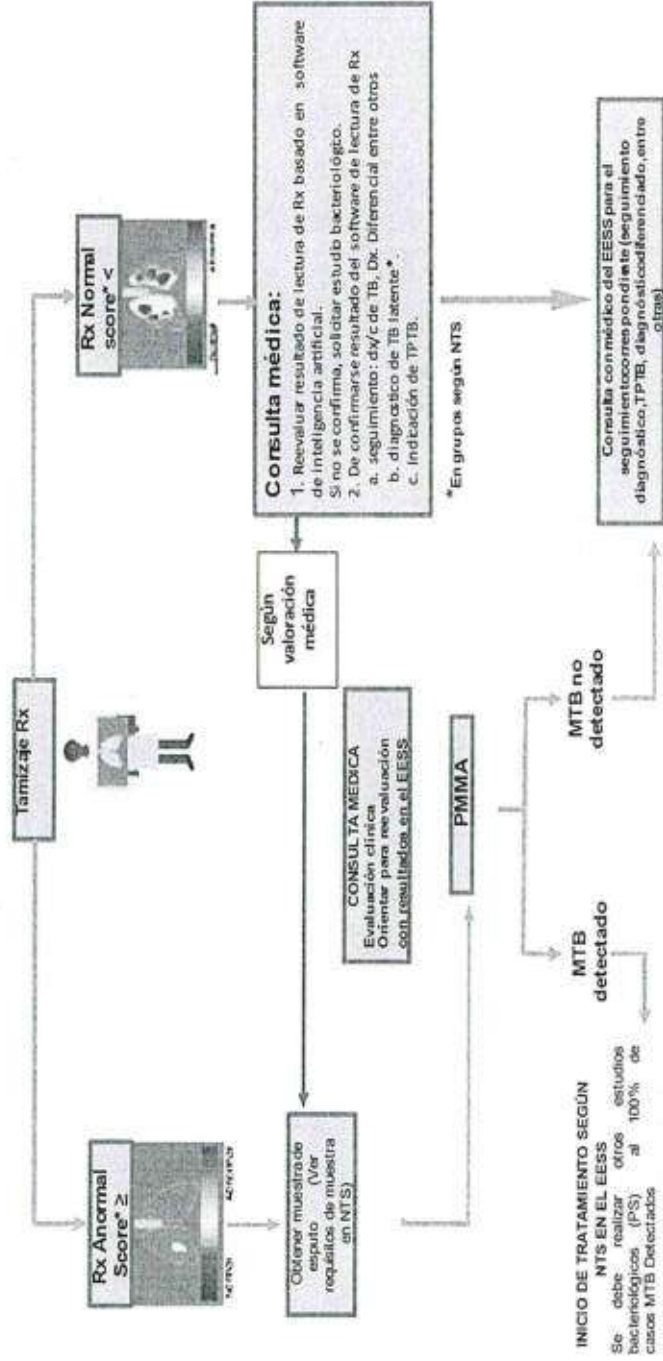 Tamizaje Rx
Rx Anormal
Score* ≥
Rx Normal
score* <
Obtener muestra de
esputo (Ver
requisitos de muestra
en NTS)
Según
valoración
médica
Consulta médica:
1. Reevaluar resultado de lectura de Rx basado en software
de inteligencia artificial.
Si no se confirma, solicitar estudio bacteriológico.
2. De confirmarse resultado del software de lectura de Rx
a. seguimiento: dx/c de TB, Dx. Diferencial entre otros
b. diagnostico de TB latente*.
c. Indicación de TPTB.
*En grupos según NTS
CONSULTA MEDICA
Evaluación clínica
Orientar para reevaluación
con resultados en el EESS
PMMA
MTB
detectado
MTB no
detectado
INICIO DE TRATAMIENTO SEGÚN
NTS EN EL EESS
Se debe realizar otros estudios
bacteriológicos (PS) al 100% de
casos MTB Detectados
Consulta con médico del EESS para el
seguimiento correspondiente (seguimiento
diagnóstico, TPTB, diagnóstico diferenciado, entre
otras)